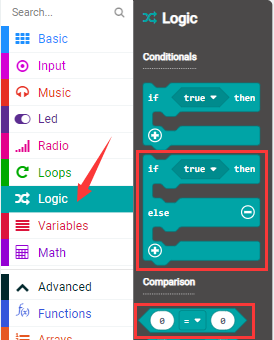 Search...
Basic
Input
Music
Led
Radio
Loops
Logic
Variables
Math
Advanced
Functions
Arrays
Logic
Conditionals
if true then
if true then
else
Comparison
0 = 0